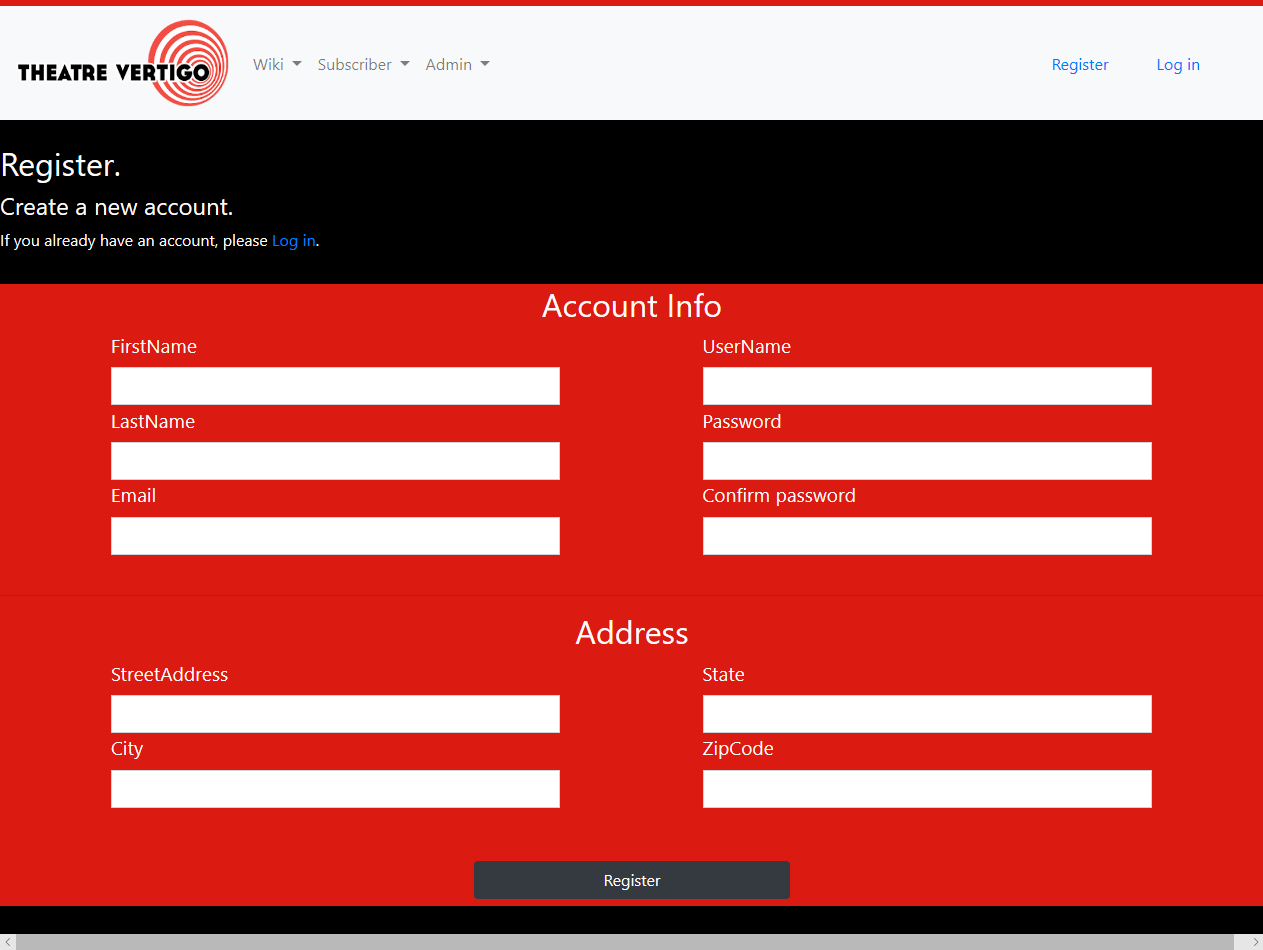 THEATRE VERTIGO Wiki Subscriber Admin Register Log in
Register.
Create a new account.
If you already have an account, please Log in.
Account Info
FirstName UserName
LastName Password
Email Confirm password
Address
StreetAddress State
City ZipCode
Register